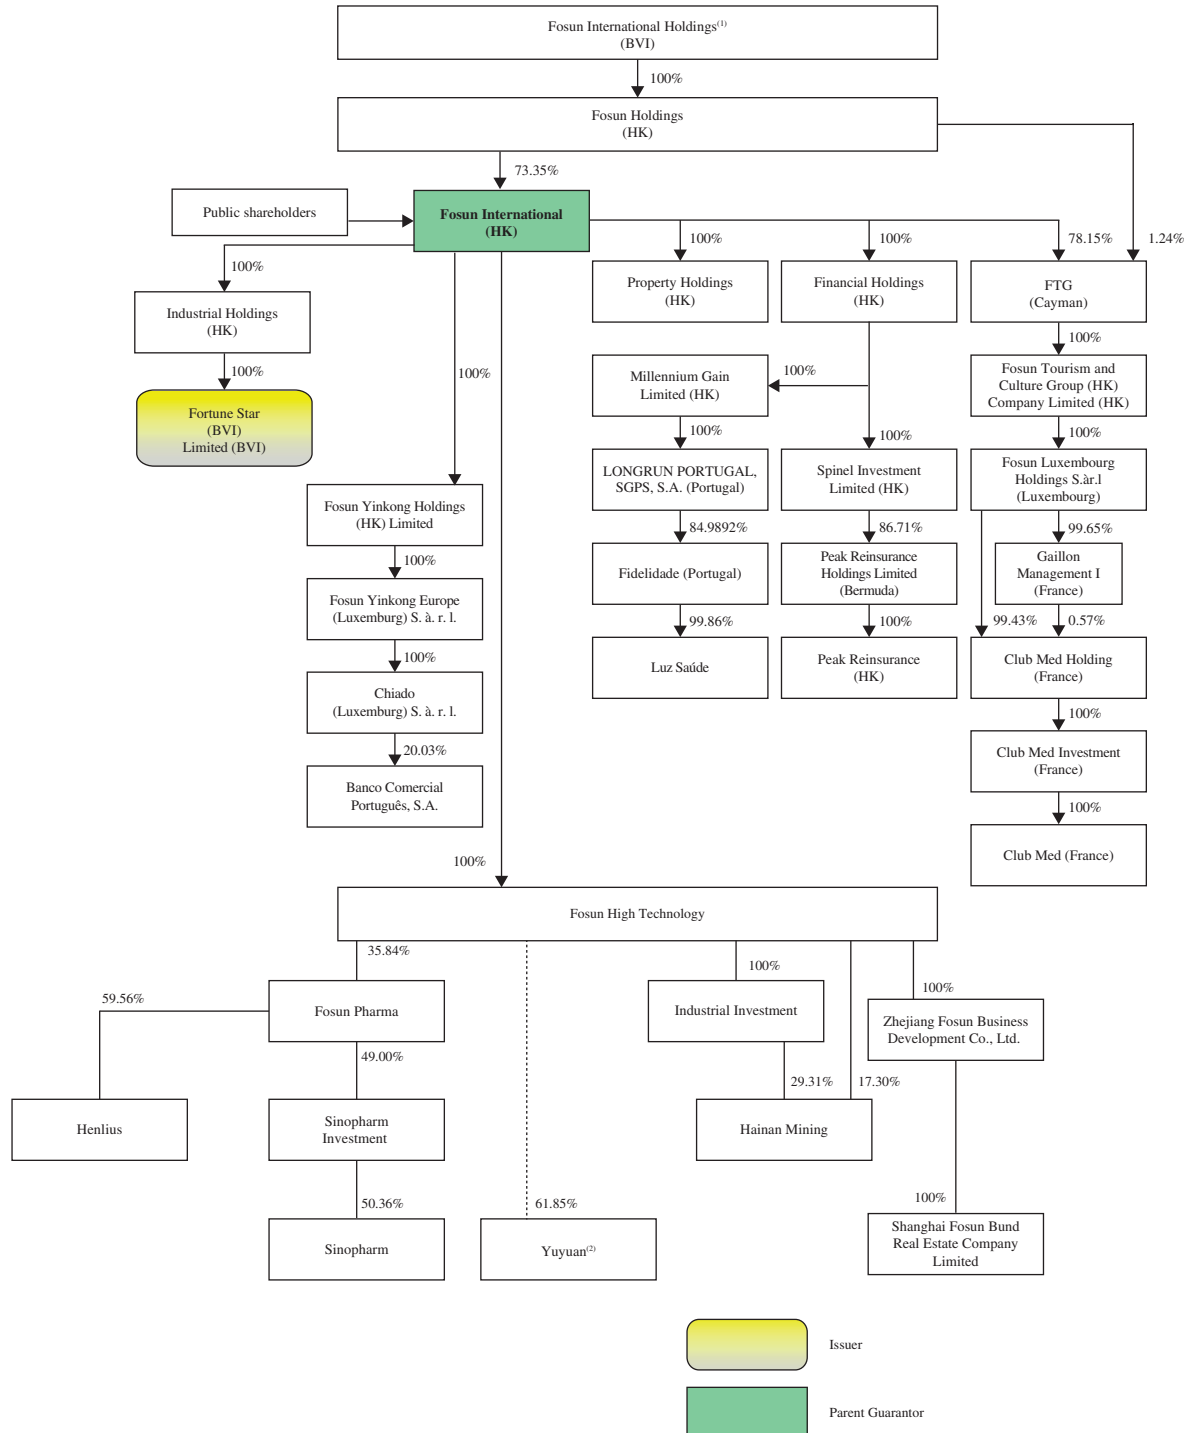 Fosun International Holdings(1)
(BVI)
100%
Fosun Holdings
(HK)
73.35%
Public shareholders
Fosun International
(HK)
100%
100%
78.15%
1.24%
100%
Property Holdings
(HK)
Financial Holdings
(HK)
FTG
(Cayman)
Industrial Holdings
(HK)
100%
100%
100%
100%
Millennium Gain
Limited (HK)
Fosun Tourism and
Culture Group (HK)
Company Limited (HK)
Fortune Star
(BVI)
Limited (BVI)
100%
100%
100%
LONGRUN PORTUGAL,
SGPS, S.A. (Portugal)
Spinel Investment
Limited (HK)
Fosun Luxembourg
Holdings S.àr.l
(Luxembourg)
Fosun Yinkong Holdings
(HK) Limited
84.9892%
86.71%
99.65%
100%
Fidelidade (Portugal)
Peak Reinsurance
Holdings Limited
(Bermuda)
Gaillon
Management I
(France)
Fosun Yinkong Europe
(Luxemburg) S. à. r. l.
99.86%
100%
99.43%
0.57%
100%
Luz Saúde
Peak Reinsurance
(HK)
Club Med Holding
(France)
Chiado
(Luxemburg) S. à. r. l.
100%
20.03%
Club Med Investment
(France)
Banco Comercial
Português, S.A.
100%
Club Med (France)
100%
Fosun High Technology
35.84%
100%
100%
59.56%
Fosun Pharma
Industrial Investment
Zhejiang Fosun Business
Development Co., Ltd.
49.00%
29.31%
17.30%
Henlius
Sinopharm
Investment
Hainan Mining
50.36%
61.85%
100%
Sinopharm
Yuyuan(2)
Shanghai Fosun Bund
Real Estate Company
Limited
Issuer
Parent Guarantor